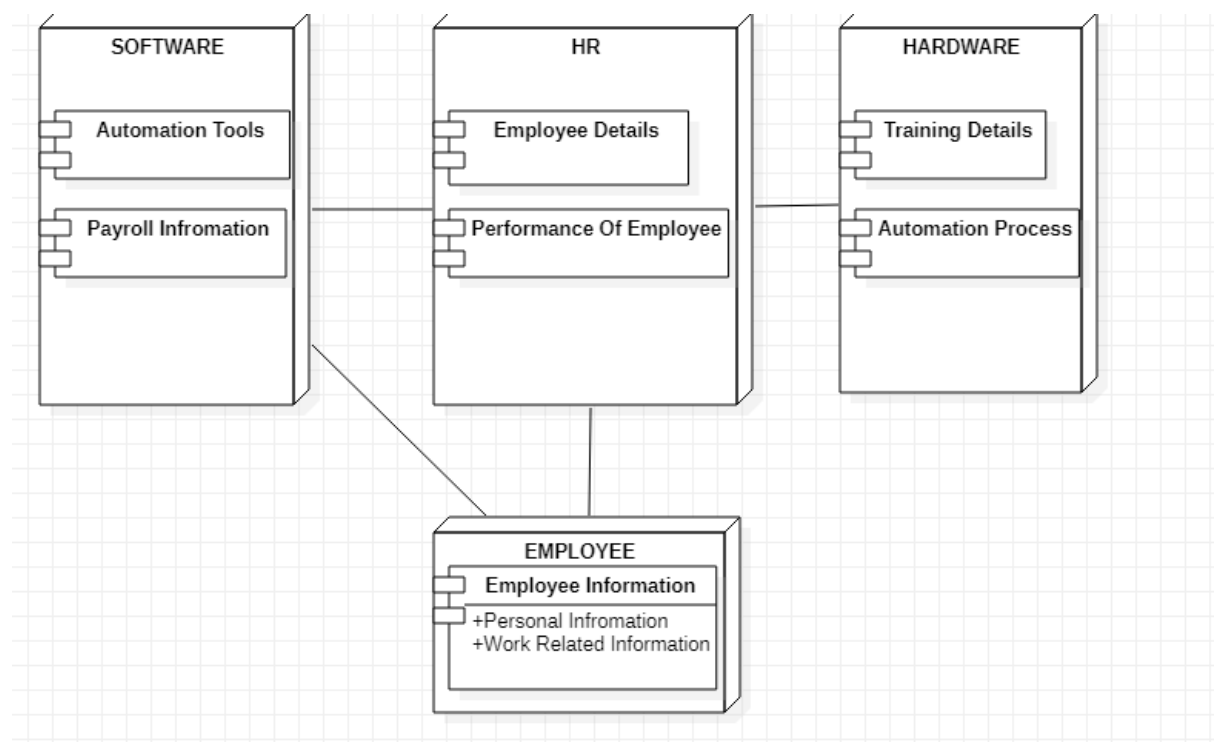 SOFTWARE
Automation Tools
Payroll Infromation
HR
Employee Details
Performance Of Employee
HARDWARE
Training Details
Automation Process
EMPLOYEE
Employee Information
+Personal Infromation
+Work Related Information